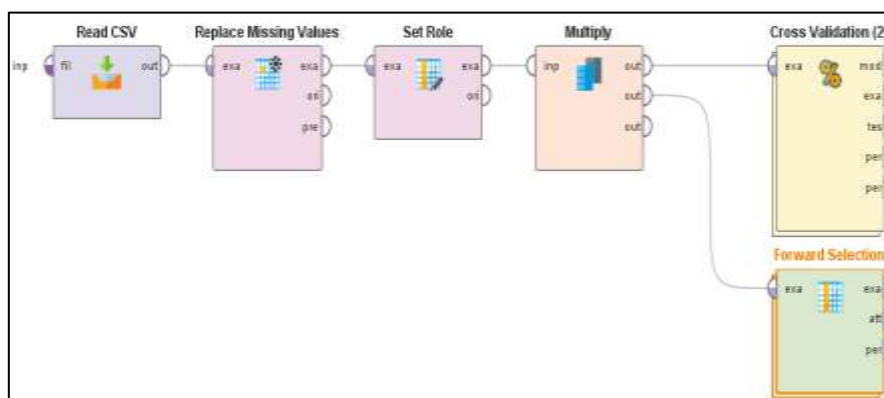 Read CSV
Replace Missing Values
Set Role
Multiply
Cross Validation (2
inp
fil
out
exa
exa
ori
pre
exa
exa
ori
inp
out
out
out
exa
mod
exa
tes
per
per
Forward Selection
exa
exa
att
per